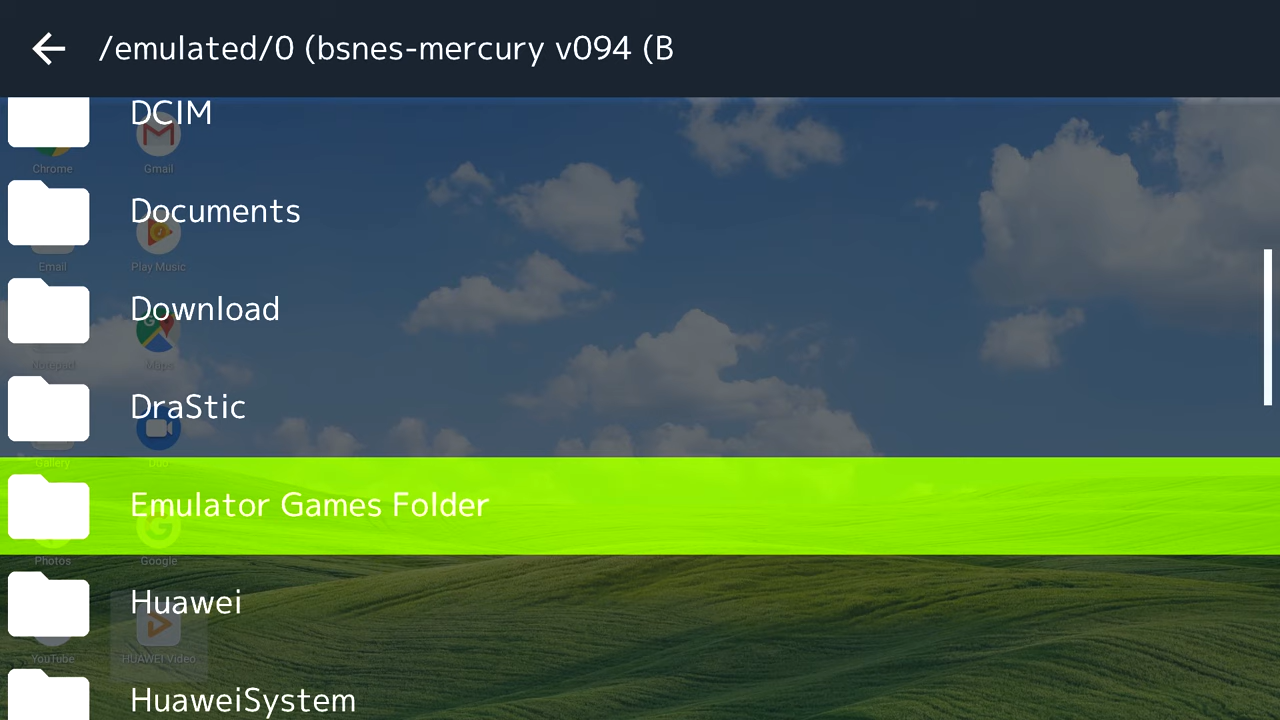 /emulated/0 (bsnes-mercury v094 (B
DCIM
Chrome
Gmail
Documents
Email
Play Music
Download
Notepad
Maps
DraStic
Gallery
Duo
Emulator Games Folder
Photos
Google
Huawei
YouTube
HUAWEI Video
HuaweiSystem